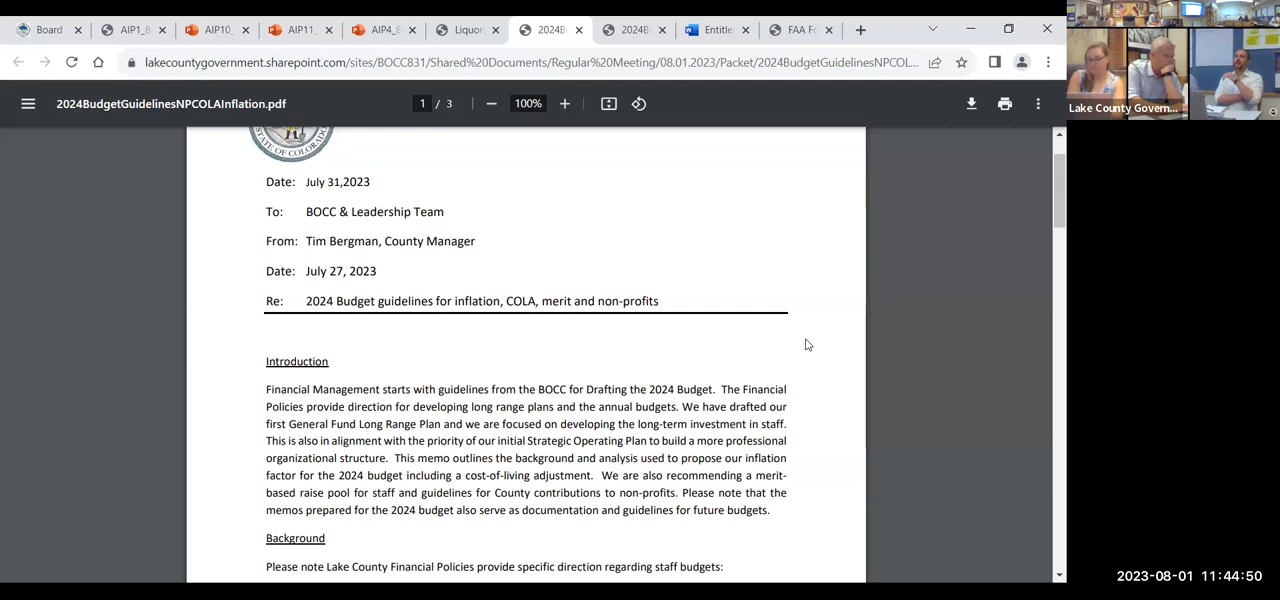 Board
AIP1_B
AIP10_
AIP11_
AIP4_E
Liquor
2024B
2024B
Entitle
FAA Fo
lakecountygovernment.sharepoint.com/sites/BOCC831/Shared%20Documents/Regular%20Meeting/08.01.2023/Packet/2024BudgetGuidelinesNPCOL...
Lake County Govern...
2024BudgetGuidelinesNPCOLAInflation.pdf
1 / 3
100%
STATE OF COLORADO
Date: July 31,2023
To: BOCC & Leadership Team
From: Tim Bergman, County Manager
Date: July 27, 2023
Re: 2024 Budget guidelines for inflation, COLA, merit and non-profits
Introduction
Financial Management starts with guidelines from the BOCC for Drafting the 2024 Budget. The Financial
Policies provide direction for developing long range plans and the annual budgets. We have drafted our
first General Fund Long Range Plan and we are focused on developing the long-term investment in staff.
This is also in alignment with the priority of our initial Strategic Operating Plan to build a more professional
organizational structure. This memo outlines the background and analysis used to propose our inflation
factor for the 2024 budget including a cost-of-living adjustment. We are also recommending a merit-
based raise pool for staff and guidelines for County contributions to non-profits. Please note that the
memos prepared for the 2024 budget also serve as documentation and guidelines for future budgets.
Background
Please note Lake County Financial Policies provide specific direction regarding staff budgets:
2023-08-01 11:44:50